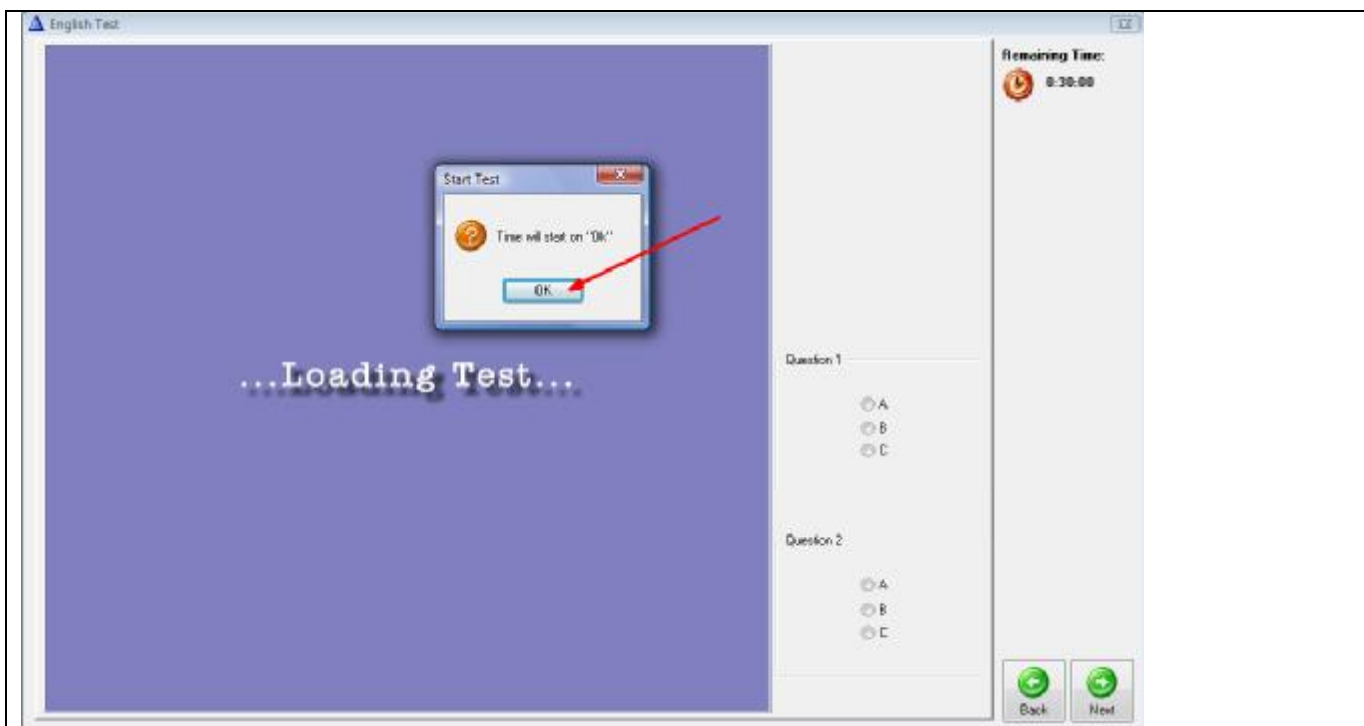 English Test
Remaining Time:
0:30:00
Start Test
Time will start on "Ok"
OK
...Loading Test...
Question 1
A
B
C
Question 2
A
B
C
Back
Next